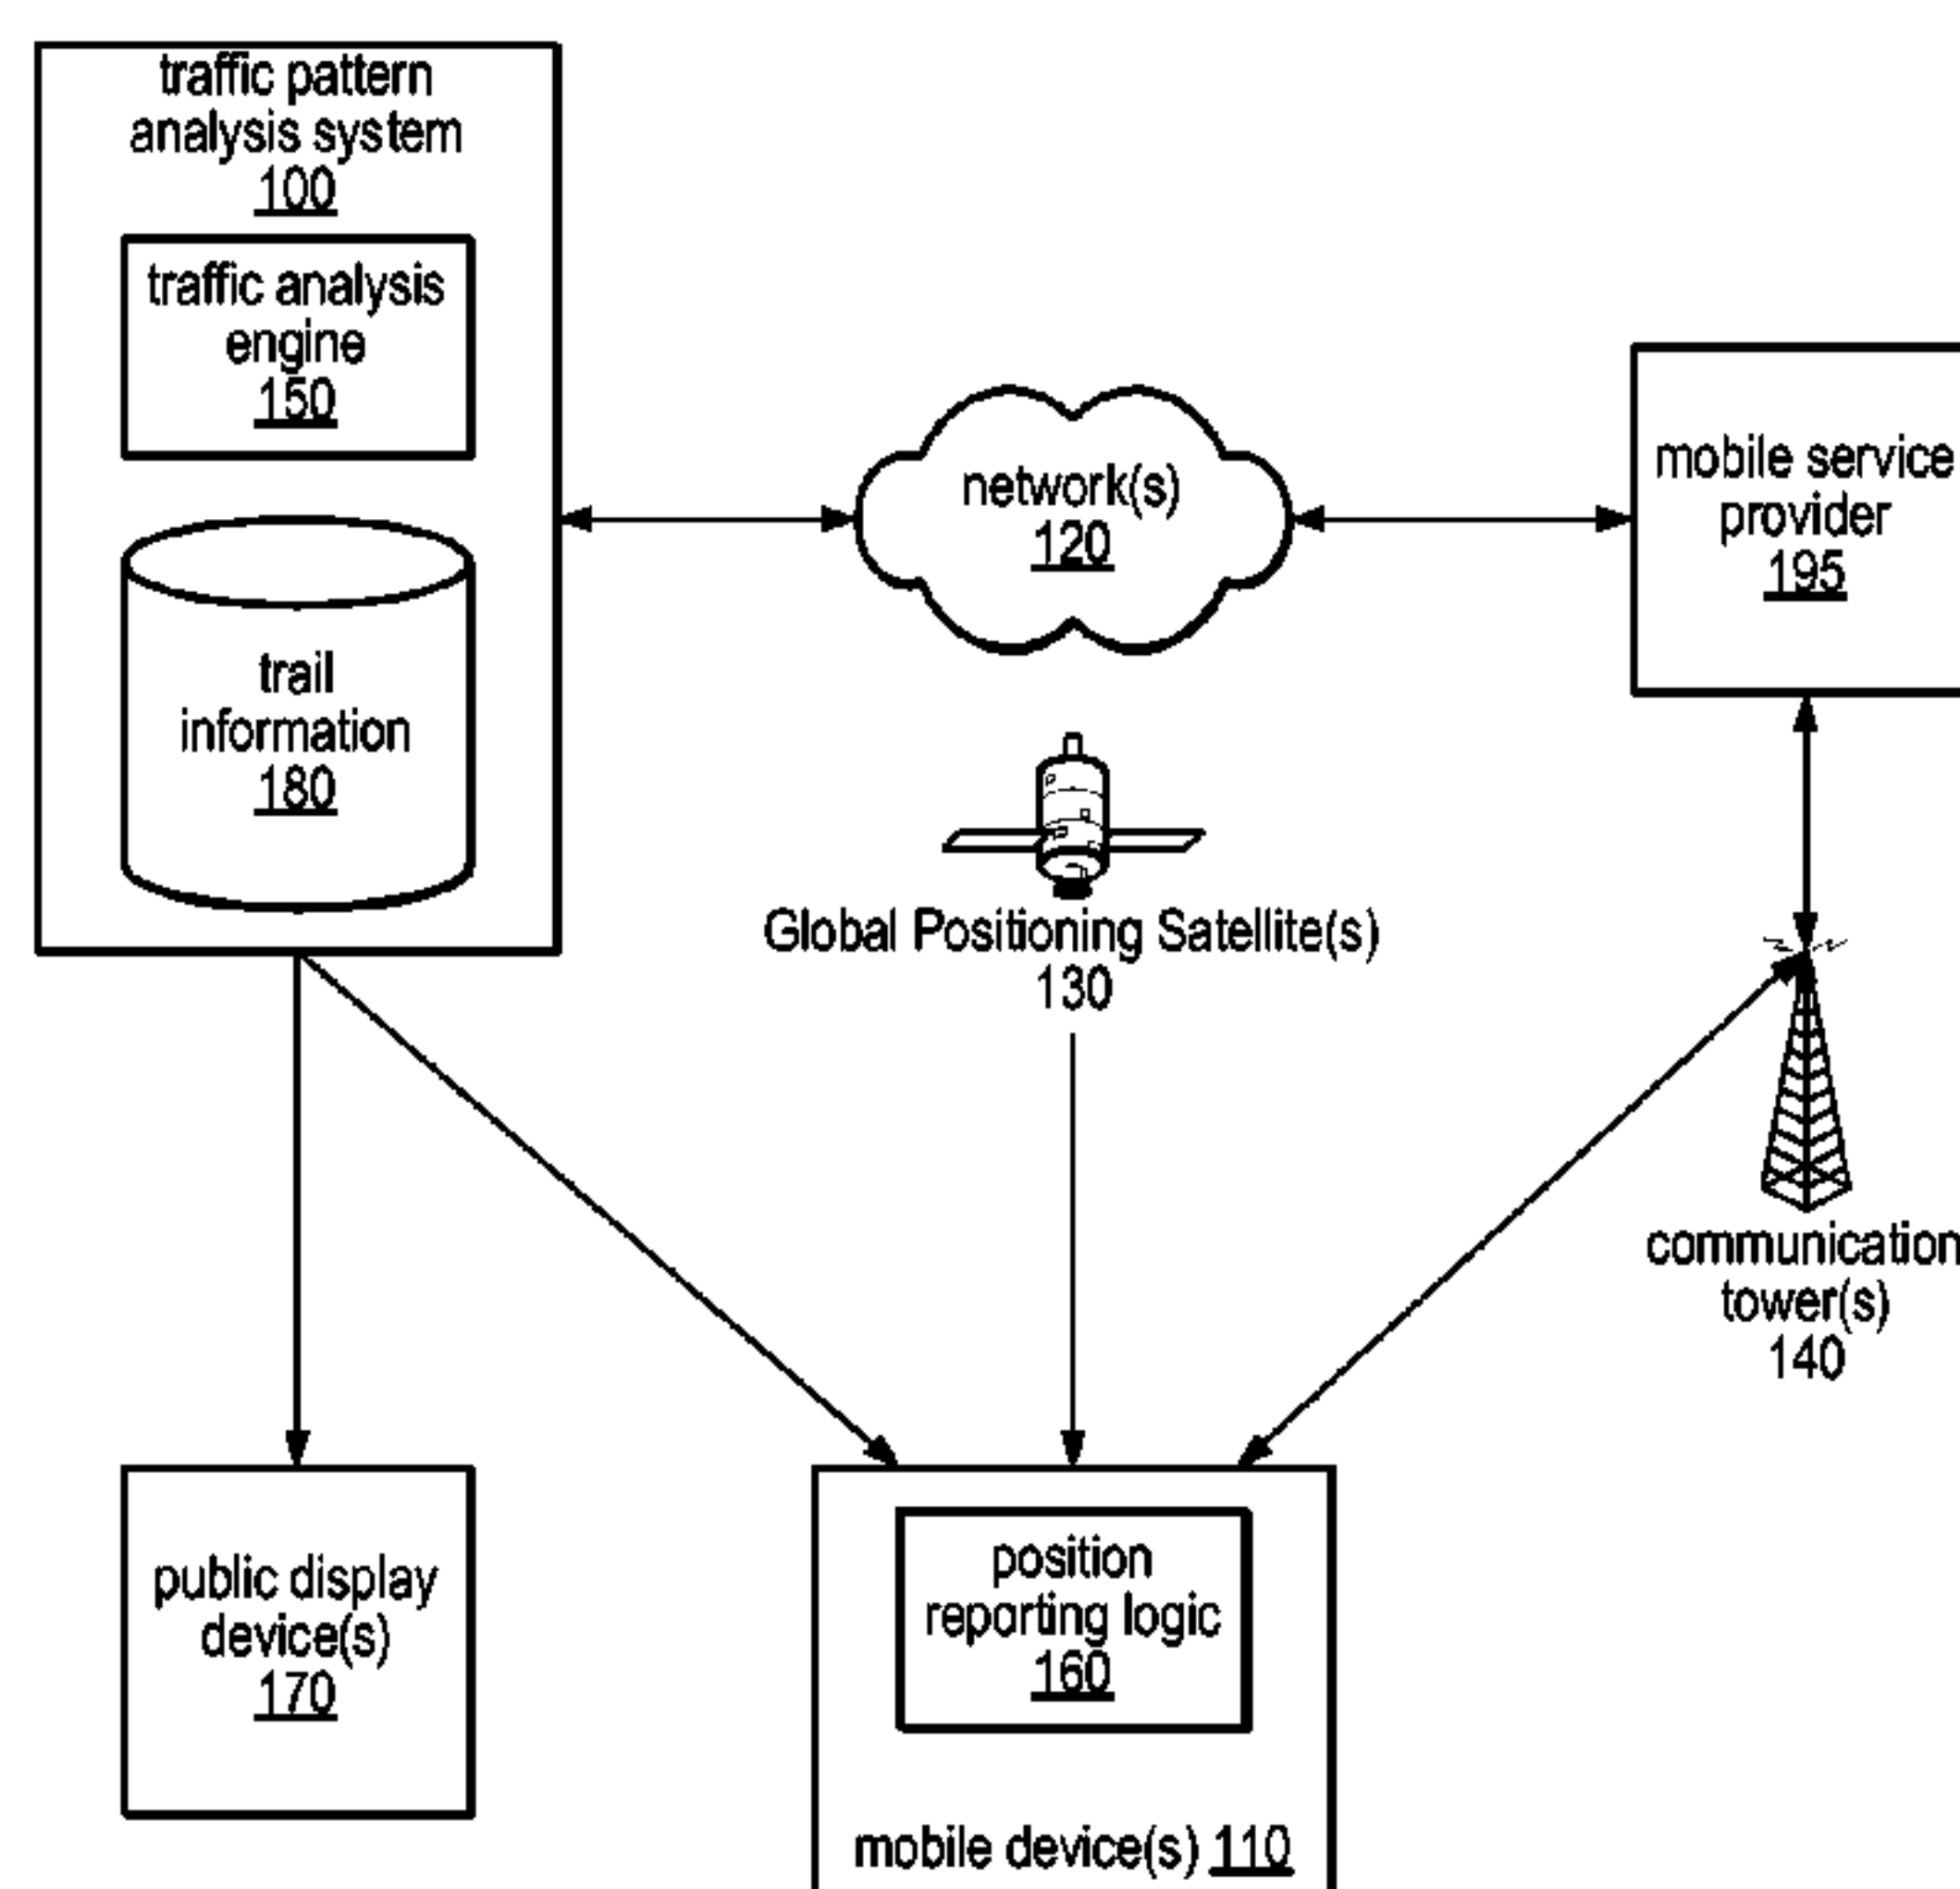 traffic pattern
analysis system
100
traffic analysis
engine
150
trail
information
180
network(s)
120
mobile service
provider
195
Global Positioning Satellite(s)
130
communication
tower(s)
140
public display
device(s)
170
position
reporting logic
160
mobile device(s) 110